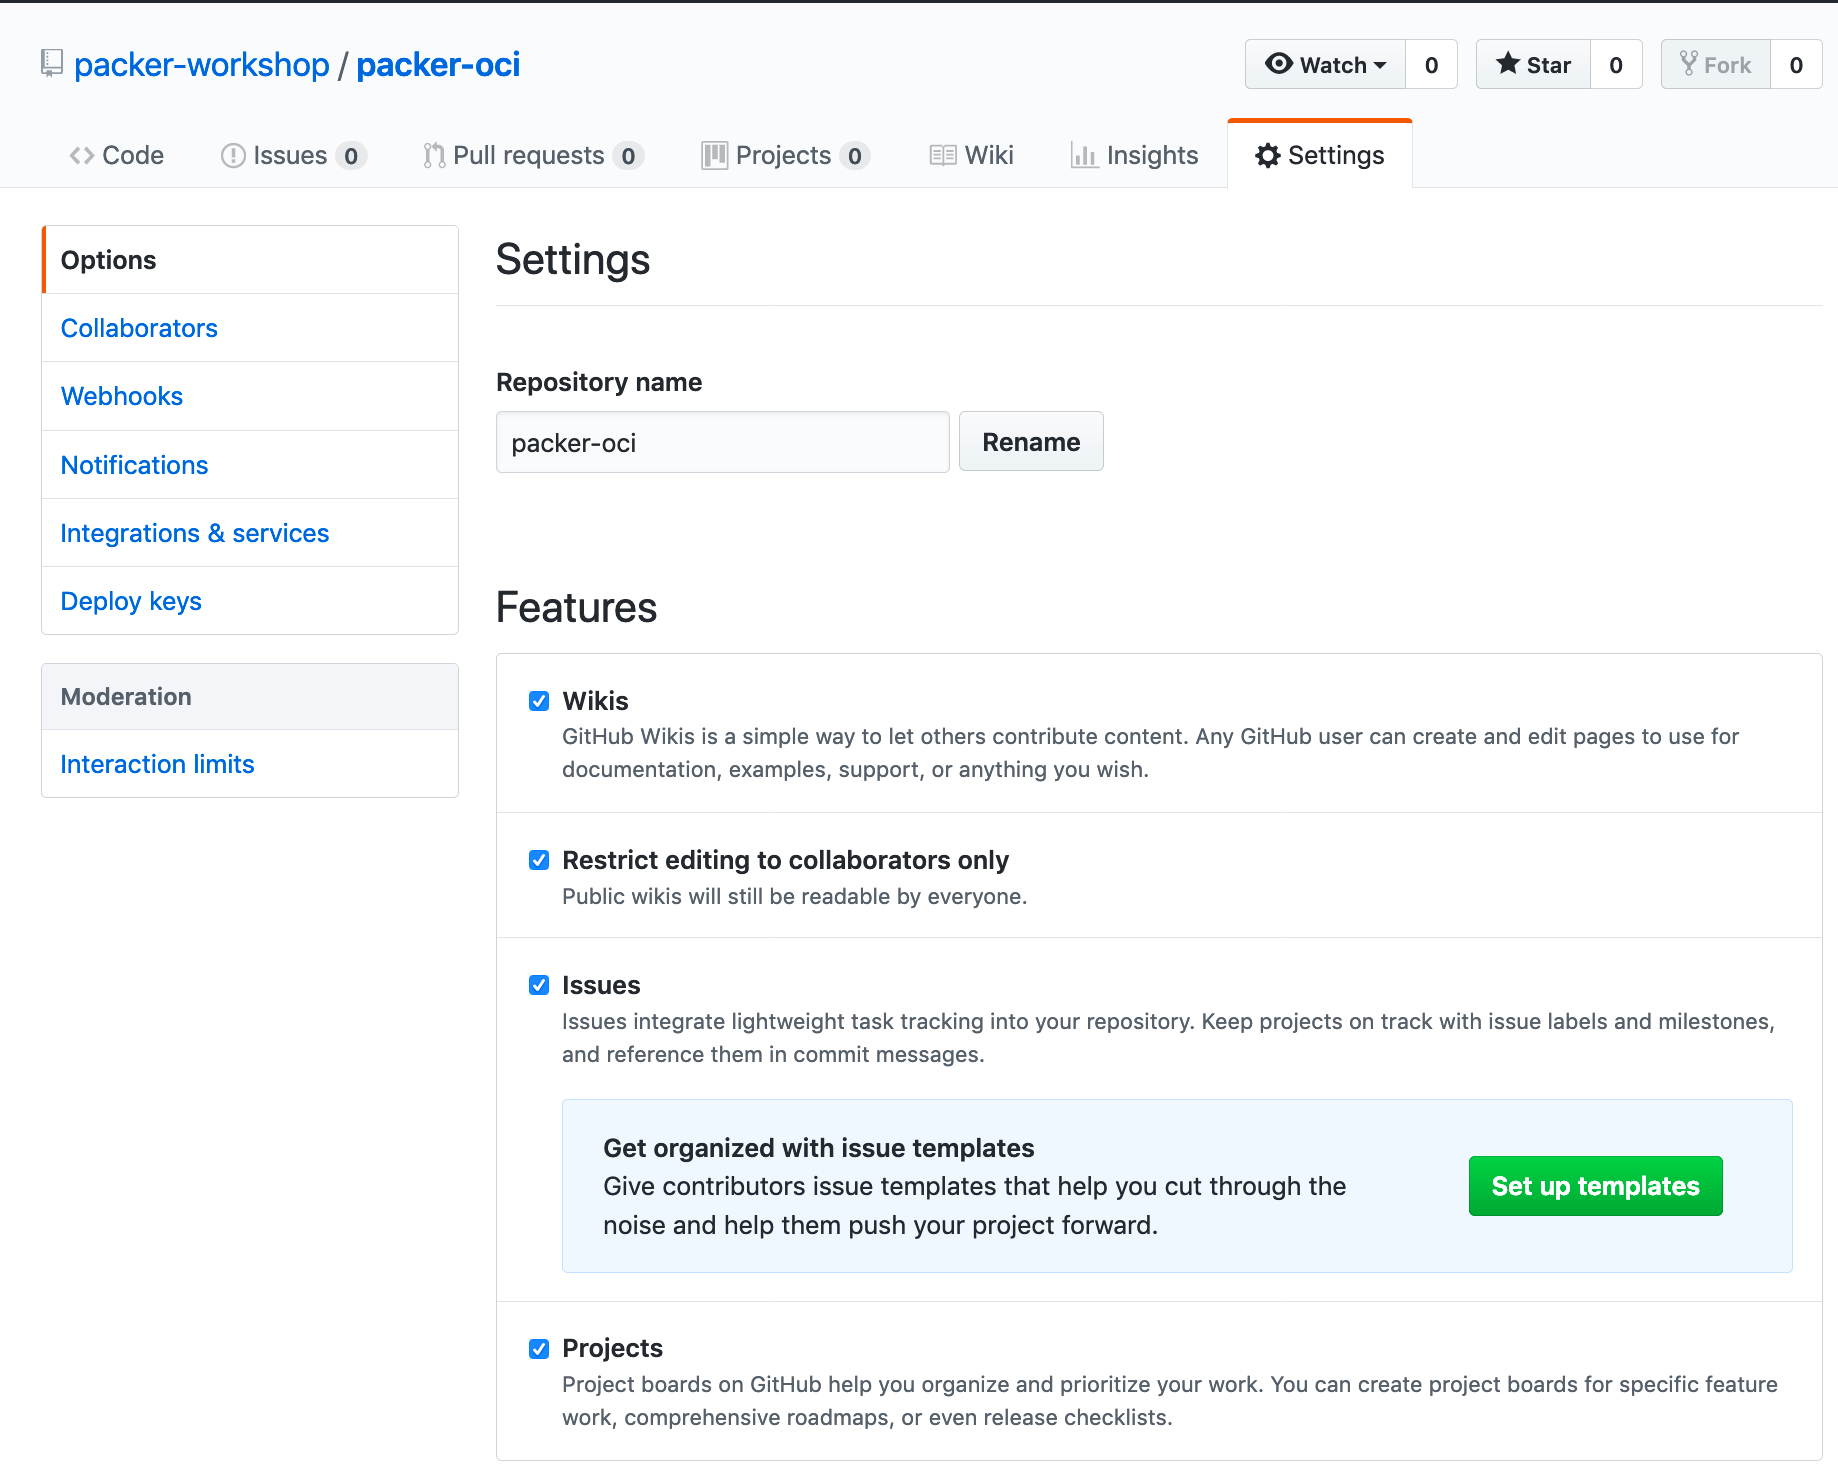 packer-workshop / packer-oci
Watch 0 Star 0 Fork 0
Code Issues 0 Pull requests 0 Projects 0 Wiki Insights Settings
Options
Collaborators
Webhooks
Notifications
Integrations & services
Deploy keys
Moderation
Interaction limits
Settings
Repository name
packer-oci Rename
Features
Wikis
GitHub Wikis is a simple way to let others contribute content. Any GitHub user can create and edit pages to use for
documentation, examples, support, or anything you wish.
Restrict editing to collaborators only
Public wikis will still be readable by everyone.
Issues
Issues integrate lightweight task tracking into your repository. Keep projects on track with issue labels and milestones,
and reference them in commit messages.
Get organized with issue templates
Give contributors issue templates that help you cut through the
noise and help them push your project forward.
Set up templates
Projects
Project boards on GitHub help you organize and prioritize your work. You can create project boards for specific feature
work, comprehensive roadmaps, or even release checklists.